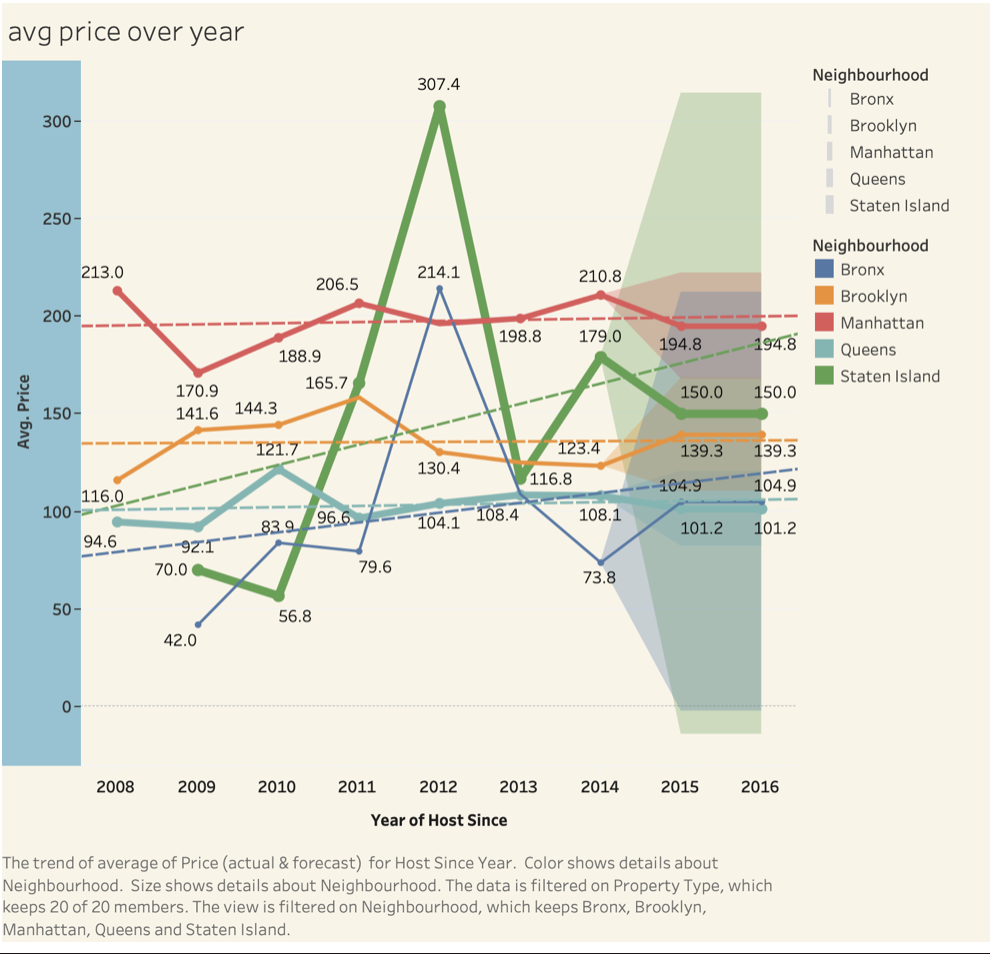 avg price over year
Neighbourhood
Bronx
Brooklyn
Manhattan
Queens
Staten Island
Neighbourhood
Bronx
Brooklyn
Manhattan
Queens
Staten Island
Avg. Price
300
250
200
150
100
50
0
307.4
213.0
206.5
214.1
210.8
170.9
188.9
198.8
179.0
194.8
194.8
141.6
144.3
165.7
150.0
150.0
116.0
121.7
130.4
123.4
116.8
139.3
139.3
94.6
92.1
83.9
96.6
104.1
108.4
108.1
104.9
104.9
101.2
101.2
70.0
79.6
73.8
42.0
56.8
2008 2009 2010 2011 2012 2013 2014 2015 2016
Year of Host Since
The trend of average of Price (actual & forecast) for Host Since Year. Color shows details about
Neighbourhood. Size shows details about Neighbourhood. The data is filtered on Property Type, which
keeps 20 of 20 members. The view is filtered on Neighbourhood, which keeps Bronx, Brooklyn,
Manhattan, Queens and Staten Island.